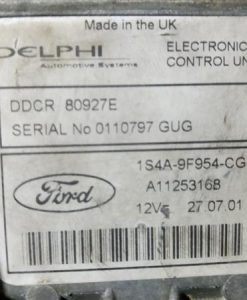 Made in the UK
DELPHI
Automotive Systems
ELECTRONIC
CONTROL UN
DDCR 80927E
SERIAL No 0110797 GUG
1S4A-9F954-CG
Ford
A1125316B
12V 27.07.01